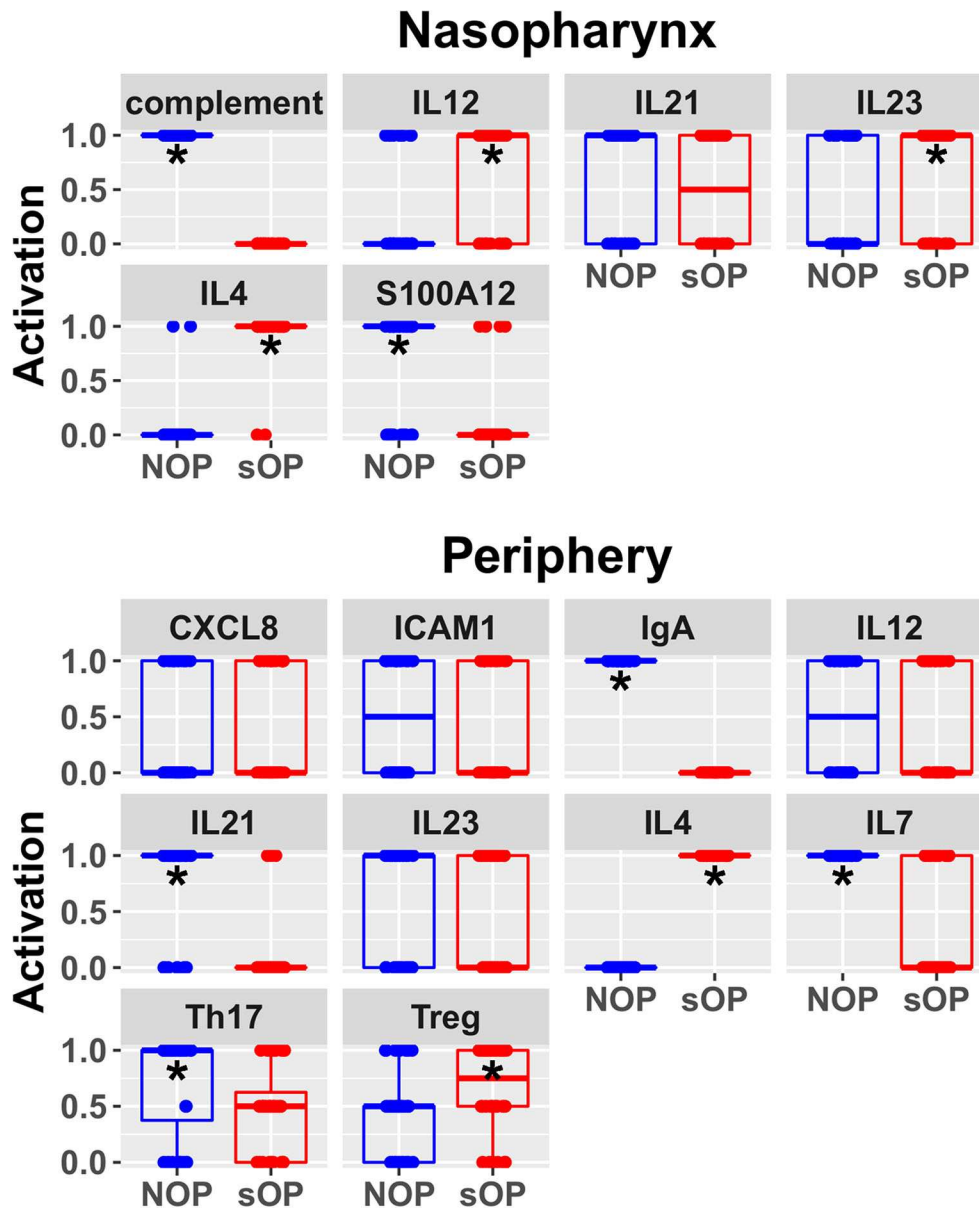 Nasopharynx
complement IL12 IL21 IL23
1.0
*
*
*
0.5
0.0
NOP sOP
NOP sOP
IL4 S100A12
1.0
*
*
0.5
0.0
NOP sOP
NOP sOP
Activation
Periphery
CXCL8 ICAM1 IgA IL12
1.0
*
0.5
0.0
IL21 IL23 IL4 IL7
1.0
*
*
*
0.5
0.0
NOP sOP
NOP sOP
Th17 Treg
1.0
*
*
0.5
0.0
NOP sOP
NOP sOP
Activation